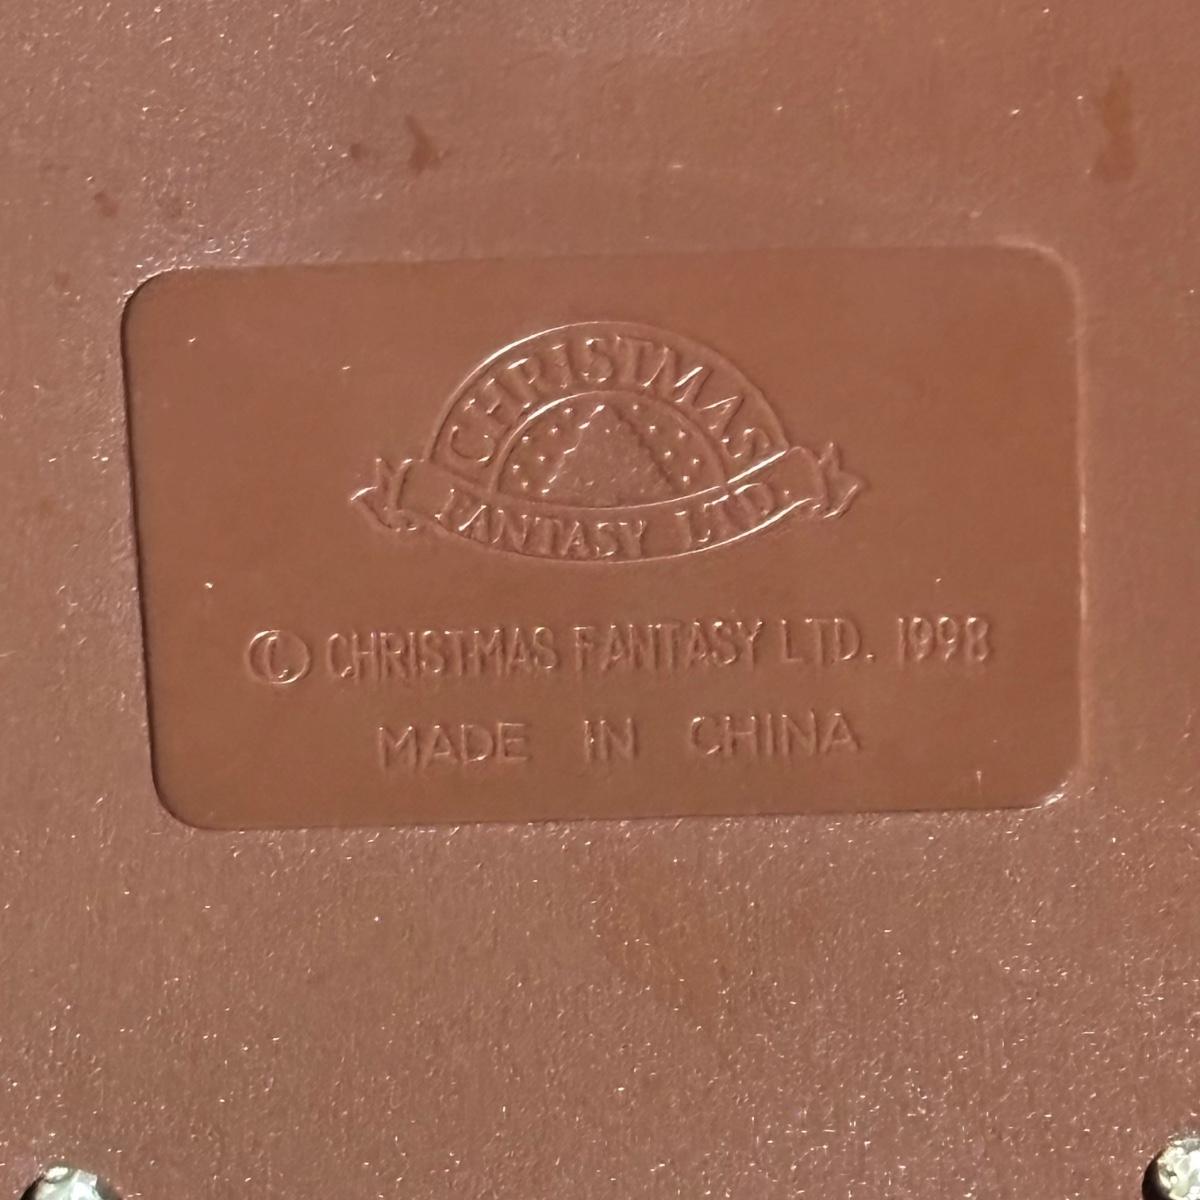 CHRISTMAS
FANTASY LTD.
© CHRISTMAS FANTASY LTD. 1998
MADE IN CHINA